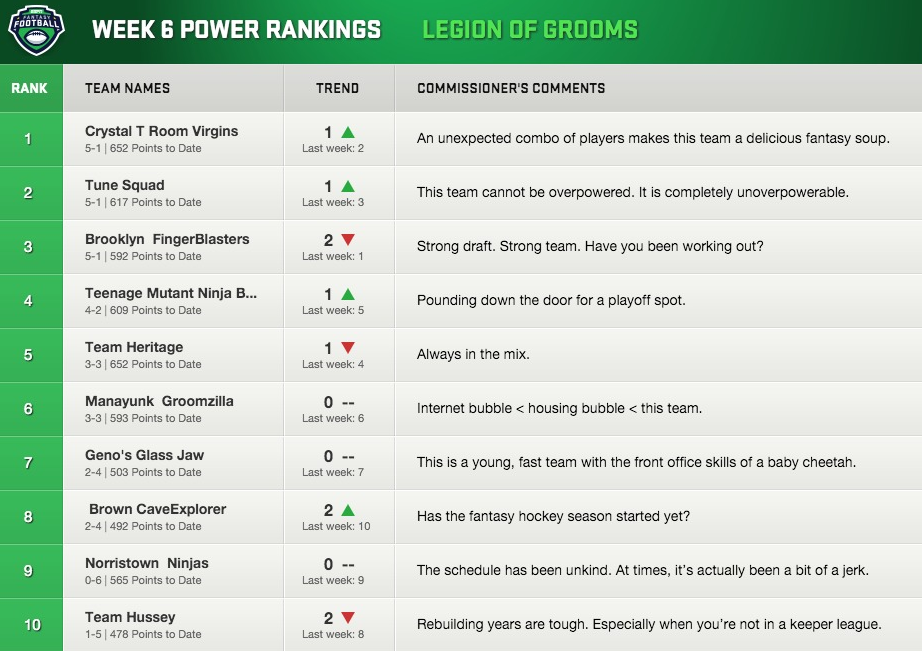 ESPN
FANTASY
FOOTBALL
WEEK 6 POWER RANKINGS LEGION OF GROOMS
RANK TEAM NAMES TREND COMMISSIONER'S COMMENTS
1 Crystal T Room Virgins 1 ▲ An unexpected combo of players makes this team a delicious fantasy soup.
5-1 | 652 Points to Date Last week: 2
2 Tune Squad 1 ▲ This team cannot be overpowered. It is completely unoverpowerable.
5-1 | 617 Points to Date Last week: 3
3 Brooklyn  FingerBlasters 2 ▼ Strong draft. Strong team. Have you been working out?
5-1 | 592 Points to Date Last week: 1
4 Teenage Mutant Ninja B... 1 ▲ Pounding down the door for a playoff spot.
4-2 | 609 Points to Date Last week: 5
5 Team Heritage 1 ▼ Always in the mix.
3-3 | 652 Points to Date Last week: 4
6 Manayunk  Groomzilla 0 -- Internet bubble < housing bubble < this team.
3-3 | 593 Points to Date Last week: 6
7 Geno's Glass Jaw 0 -- This is a young, fast team with the front office skills of a baby cheetah.
2-4 | 503 Points to Date Last week: 7
8 Brown CaveExplorer 2 ▲ Has the fantasy hockey season started yet?
2-4 | 492 Points to Date Last week: 10
9 Norristown  Ninjas 0 -- The schedule has been unkind. At times, it's actually been a bit of a jerk.
0-6 | 565 Points to Date Last week: 9
10 Team Hussey 2 ▼ Rebuilding years are tough. Especially when you're not in a keeper league.
1-5 | 478 Points to Date Last week: 8